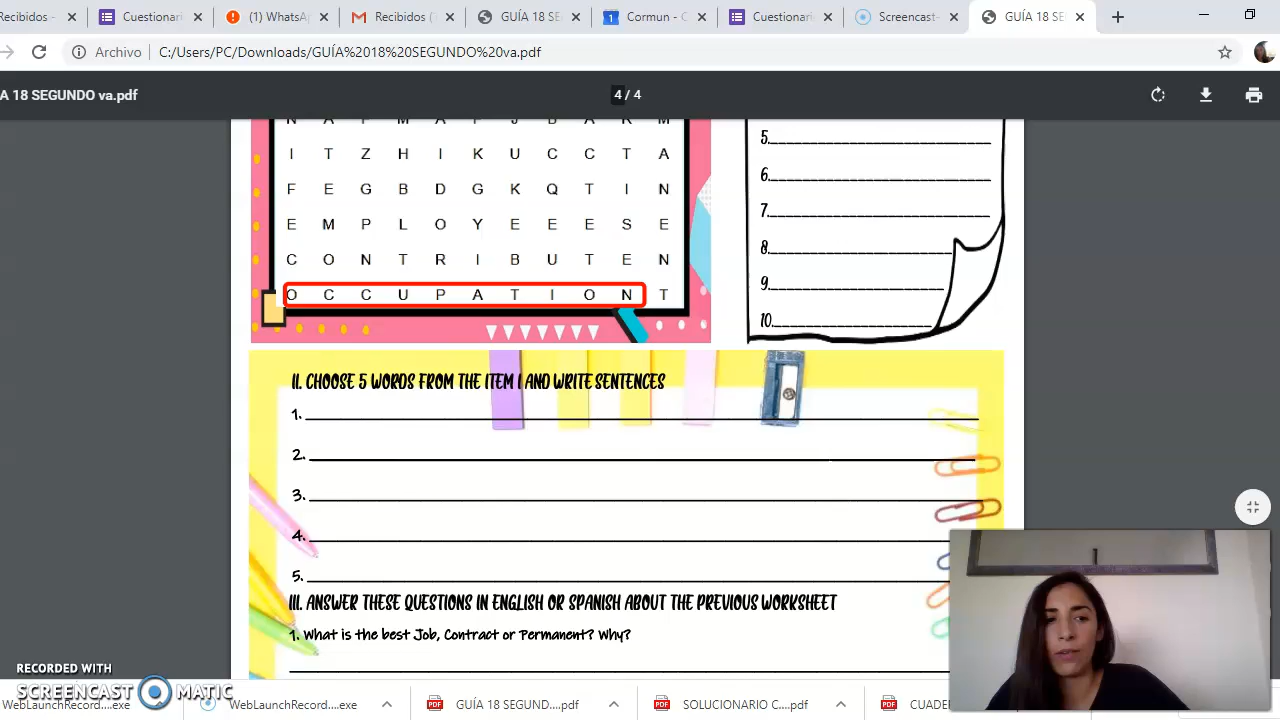 Recibidos –
Cuestionari
(1) WhatsA
Recibidos (
GUÍA 18 SE
Comun - C
Cuestionari
Screencast-
GUÍA 18 SE
Archivo
C:/Users/PC/Downloads/GUÍA%2018%20SEGUNDO%20va.pdf
A 18 SEGUNDO va.pdf
4 / 4
N A P M A P J B A R M
I T Z H I K U C C T A
F E G B D G K Q T I N
E M P L O Y E E E S E
C O N T R I B U T E N
O C C U P A T I O N T
5.
6.
7.
8.
9.
10.
II. CHOOSE 5 WORDS FROM THE ITEM I AND WRITE SENTENCES
1.
2.
3.
4.
5.
III. ANSWER THESE QUESTIONS IN ENGLISH OR SPANISH ABOUT THE PREVIOUS WORKSHEET
1. What is the best Job, Contract or Permanent? Why?
RECORDED WITH
SCREENCAST MATIC
WebLaunchRecord....exe
WebLaunchRecord....exe
GUÍA 18 SEGUND....pdf
SOLUCIONARIO C....pdf
CUADE